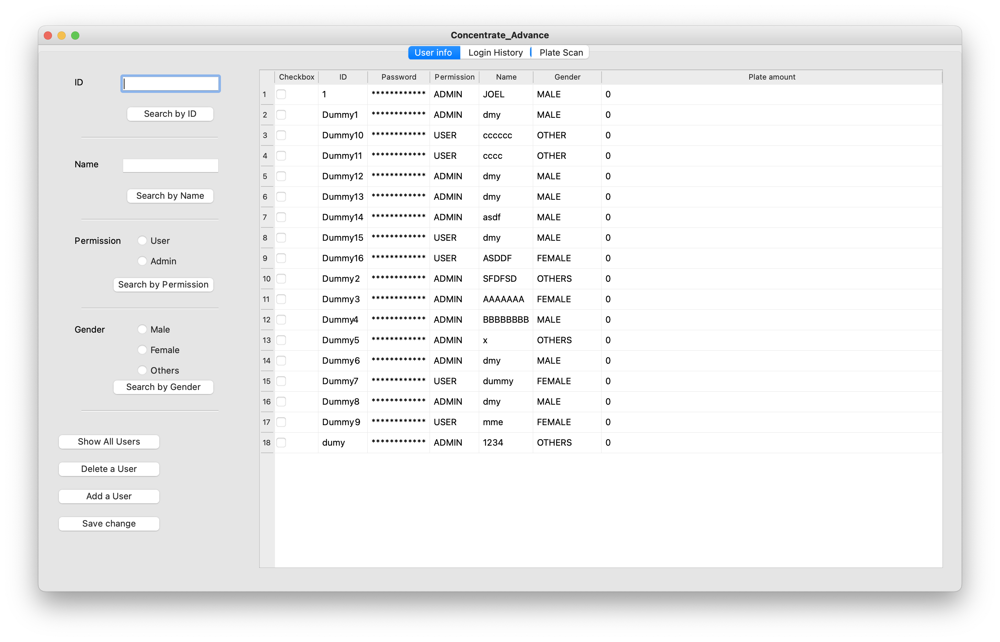 Concentrate_Advance
User info Login History Plate Scan
ID
Search by ID
Name
Search by Name
Permission User
Admin
Search by Permission
Gender Male
Female
Others
Search by Gender
Show All Users
Delete a User
Add a User
Save change
Checkbox ID Password Permission Name Gender Plate amount
1 1 ************ ADMIN JOEL MALE 0
2 Dummy1 ************ ADMIN dmy MALE 0
3 Dummy10 ************ USER cccccc OTHER 0
4 Dummy11 ************ USER cccc OTHER 0
5 Dummy12 ************ ADMIN dmy MALE 0
6 Dummy13 ************ ADMIN dmy MALE 0
7 Dummy14 ************ ADMIN asdf MALE 0
8 Dummy15 ************ USER dmy MALE 0
9 Dummy16 ************ USER ASDDF FEMALE 0
10 Dummy2 ************ ADMIN SFDFSD OTHERS 0
11 Dummy3 ************ ADMIN AAAAAAA FEMALE 0
12 Dummy4 ************ ADMIN BBBBBBBB MALE 0
13 Dummy5 ************ ADMIN x OTHERS 0
14 Dummy6 ************ ADMIN dmy MALE 0
15 Dummy7 ************ USER dummy FEMALE 0
16 Dummy8 ************ ADMIN dmy MALE 0
17 Dummy9 ************ USER mme FEMALE 0
18 dumy ************ ADMIN 1234 OTHERS 0